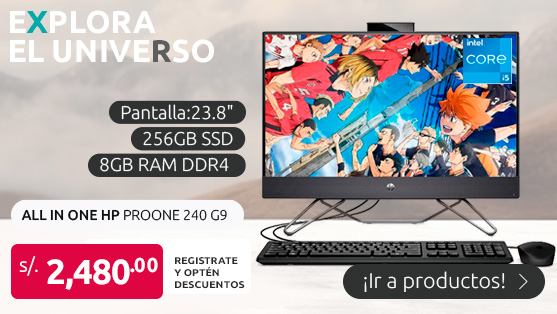 EXPLORA
EL UNIVERSO
intel
CORE
i5
Pantalla:23.8"
256GB SSD
8GB RAM DDR4
hp
ALL IN ONE HP PROONE 240 G9
s/. 2,480.00
REGISTRATE
Y OPTÉN
DESCUENTOS
¡Ir a productos! >